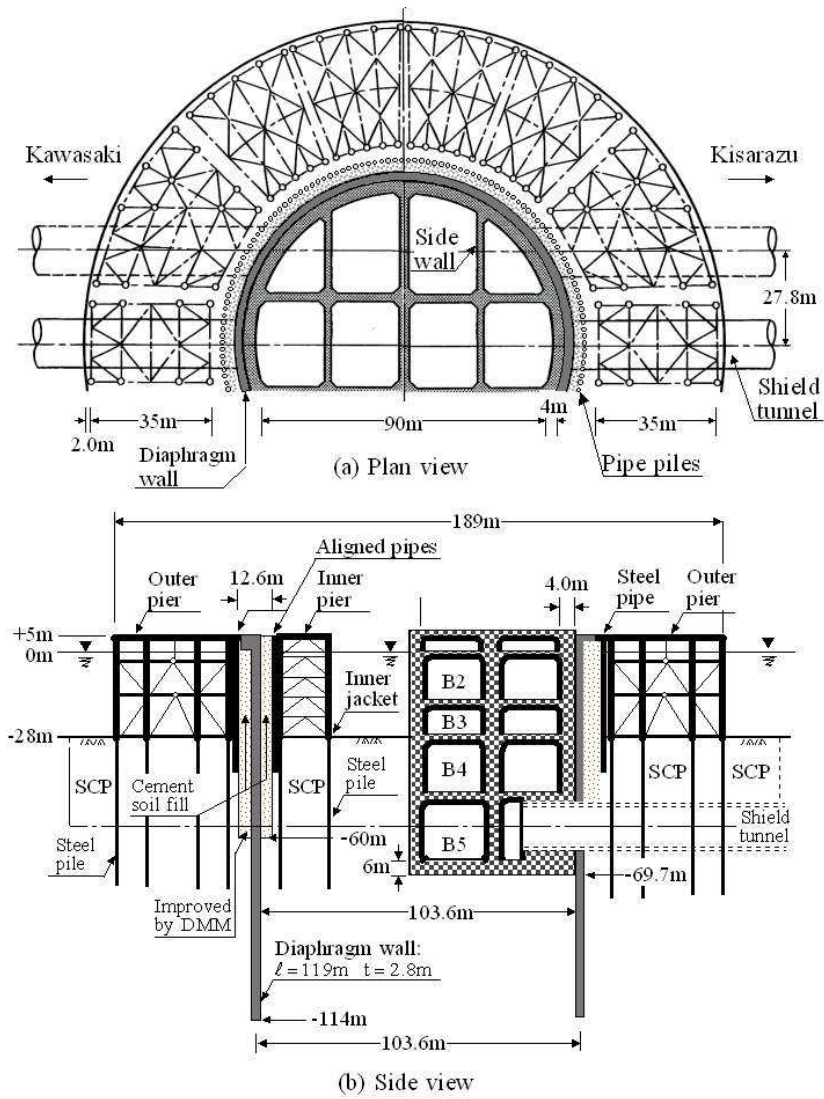 Kawasaki
Kisarazu
Side
wall
27.8m
Shield
tunnel
35m
90m
4m
35m
2.0m
Diaphragm
wall
(a) Plan view
Pipe piles
189m
Aligned pipes
Outer
pier
12.6m
Inner
pier
4.0m
Steel
pipe
Outer
pier
+5m
0m
Inner
jacket
B2
B3
-28m
SCP
Cement
soil fill
SCP
Steel
pile
B4
SCP
SCP
Steel
pile
-60m
B5
Shield
tunnel
6m
-69.7m
Improved
by DMM
103.6m
Diaphragm wall:
ℓ = 119m t = 2.8m
-114m
103.6m
(b) Side view